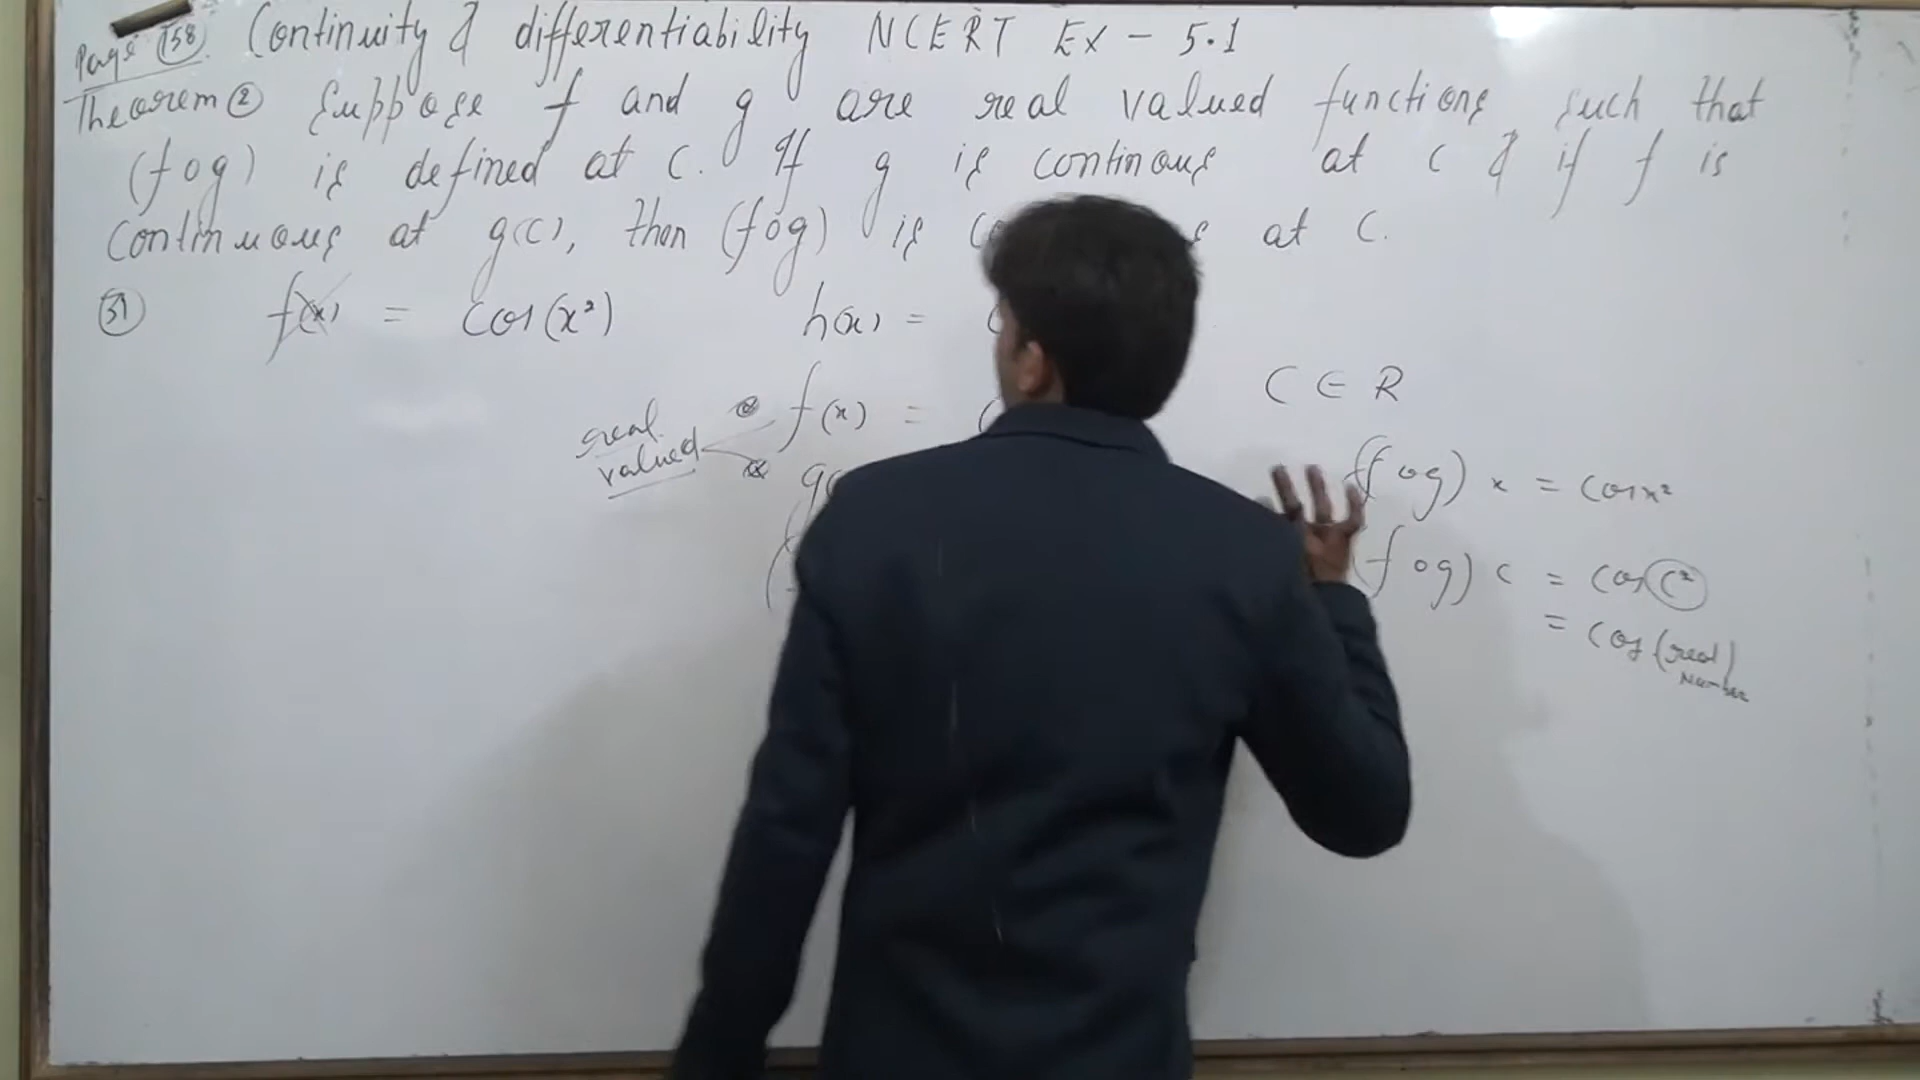 Page 158. Continuity & differentiability NCERT Ex - 5.1
Theorem ② Suppose f and g are real valued functions such that
(fog) is defined at c. If g is continous at c & if f is
continuous at g(c), then (fog) is at c.
31 f(x) = cos(x²) h(x) =
C ∈ R
real valued f(x) =
(fog) x = cos x²
(fog) c = cos c²
= cos (real number)